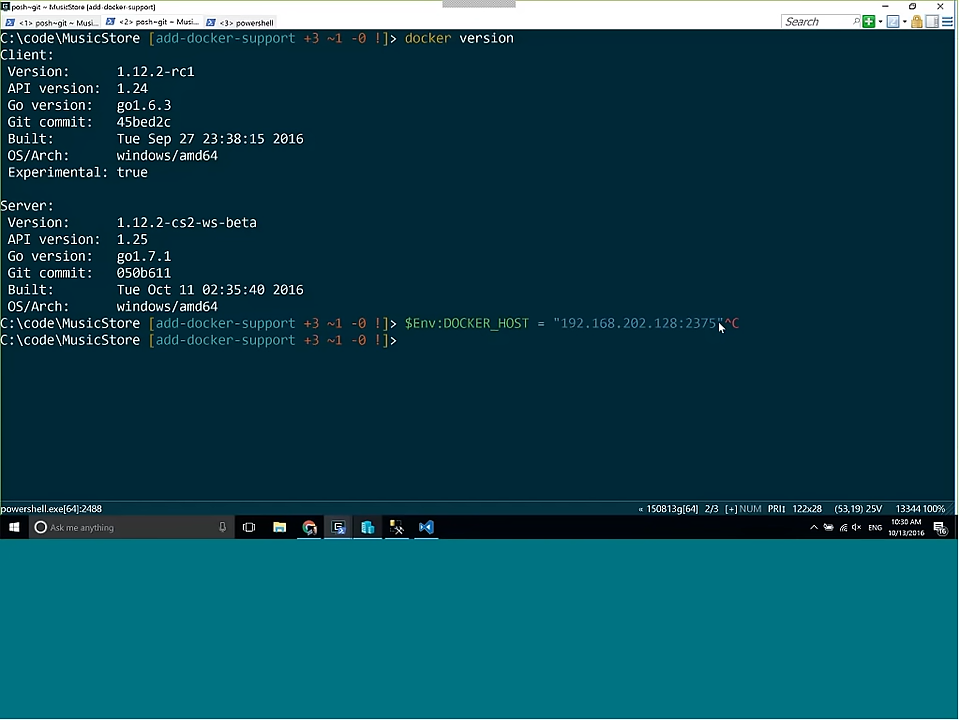 posh~git ~ MusicStore [add-docker-support]
<1> posh~git ~ Musi... <2> posh~git ~ Musi... <3> powershell Search
C:\code\MusicStore [add-docker-support +3 ~1 -0 !]> docker version
Client:
Version: 1.12.2-rc1
API version: 1.24
Go version: go1.6.3
Git commit: 45bed2c
Built: Tue Sep 27 23:38:15 2016
OS/Arch: windows/amd64
Experimental: true
Server:
Version: 1.12.2-cs2-ws-beta
API version: 1.25
Go version: go1.7.1
Git commit: 050b611
Built: Tue Oct 11 02:35:40 2016
OS/Arch: windows/amd64
C:\code\MusicStore [add-docker-support +3 ~1 -0 !]> $Env:DOCKER_HOST = "192.168.202.128:2375"^C
C:\code\MusicStore [add-docker-support +3 ~1 -0 !]>
powershell.exe[64]:2488 « 150813g[64] 2/3 [+] NUM PRI↕ 122x28 (53,19) 25V 13344 100%
Ask me anything ENG 10:30 AM
10/13/2016 16